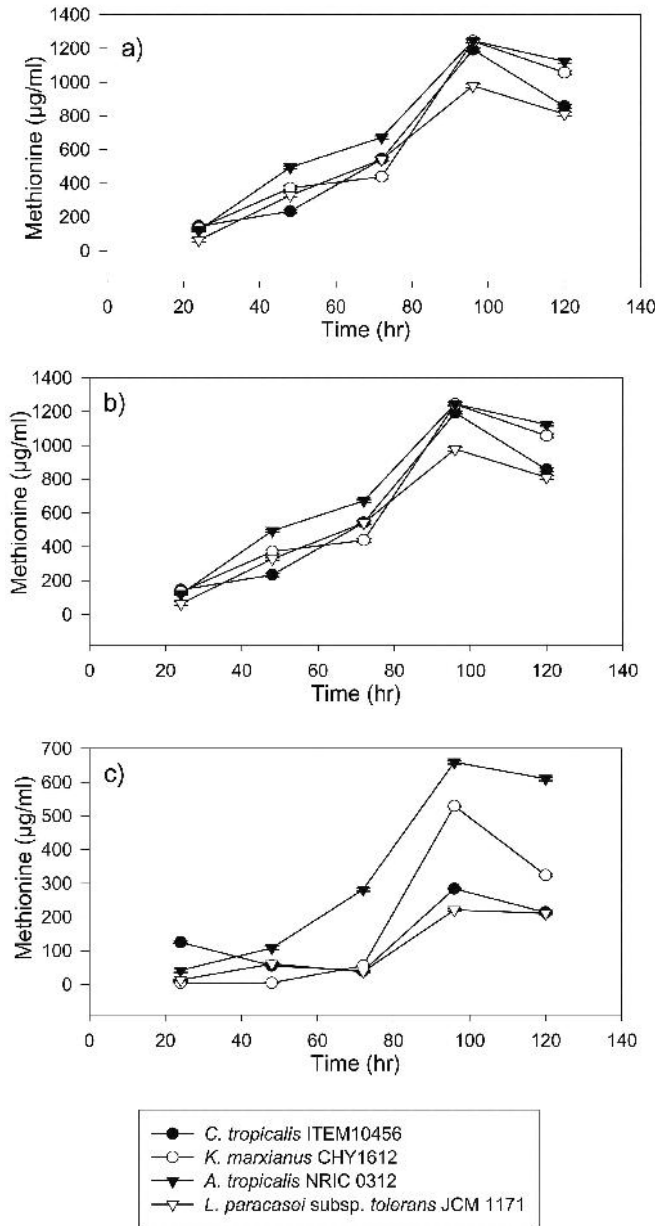 a)
Methionine (µg/ml)
1400
1200
1000
800
600
400
200
0
0 20 40 60 80 100 120 140
Time (hr)
b)
Methionine (µg/ml)
1400
1200
1000
800
600
400
200
0
0 20 40 60 80 100 120 140
Time (hr)
c)
Methionine (µg/ml)
700
600
500
400
300
200
100
0
0 20 40 60 80 100 120 140
Time (hr)
C. tropicalis ITEM10456
K. marxianus CHY1612
A. tropicalis NRIC 0312
L. paracasei subsp. tolerans JCM 1171